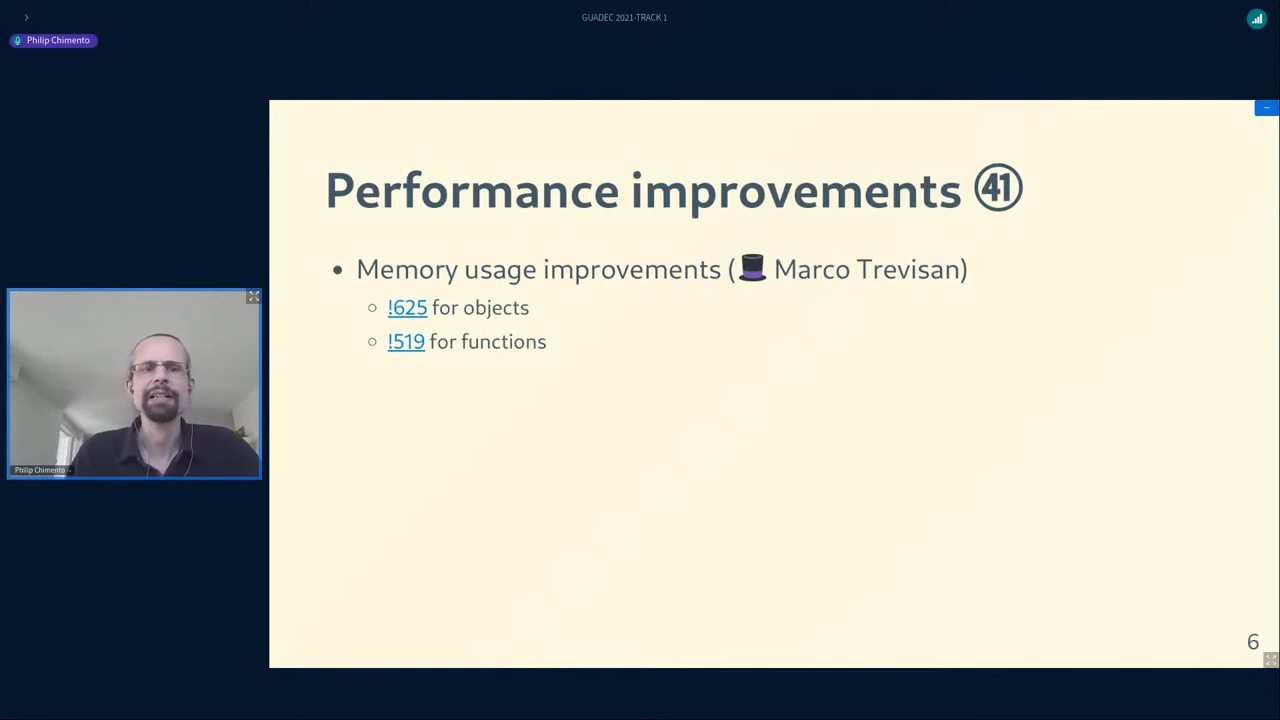 GUADEC 2021-TRACK 1
Philip Chimento
Performance improvements ㊶
Memory usage improvements (🎩 Marco Trevisan)
!625 for objects
!519 for functions
Philip Chimento
6